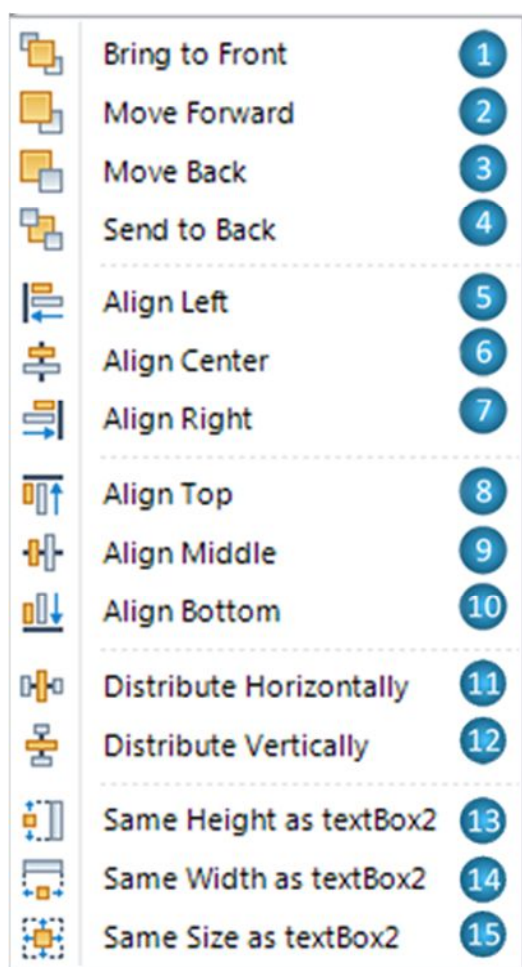 Bring to Front 1
Move Forward 2
Move Back 3
Send to Back 4
Align Left 5
Align Center 6
Align Right 7
Align Top 8
Align Middle 9
Align Bottom 10
Distribute Horizontally 11
Distribute Vertically 12
Same Height as textBox2 13
Same Width as textBox2 14
Same Size as textBox2 15